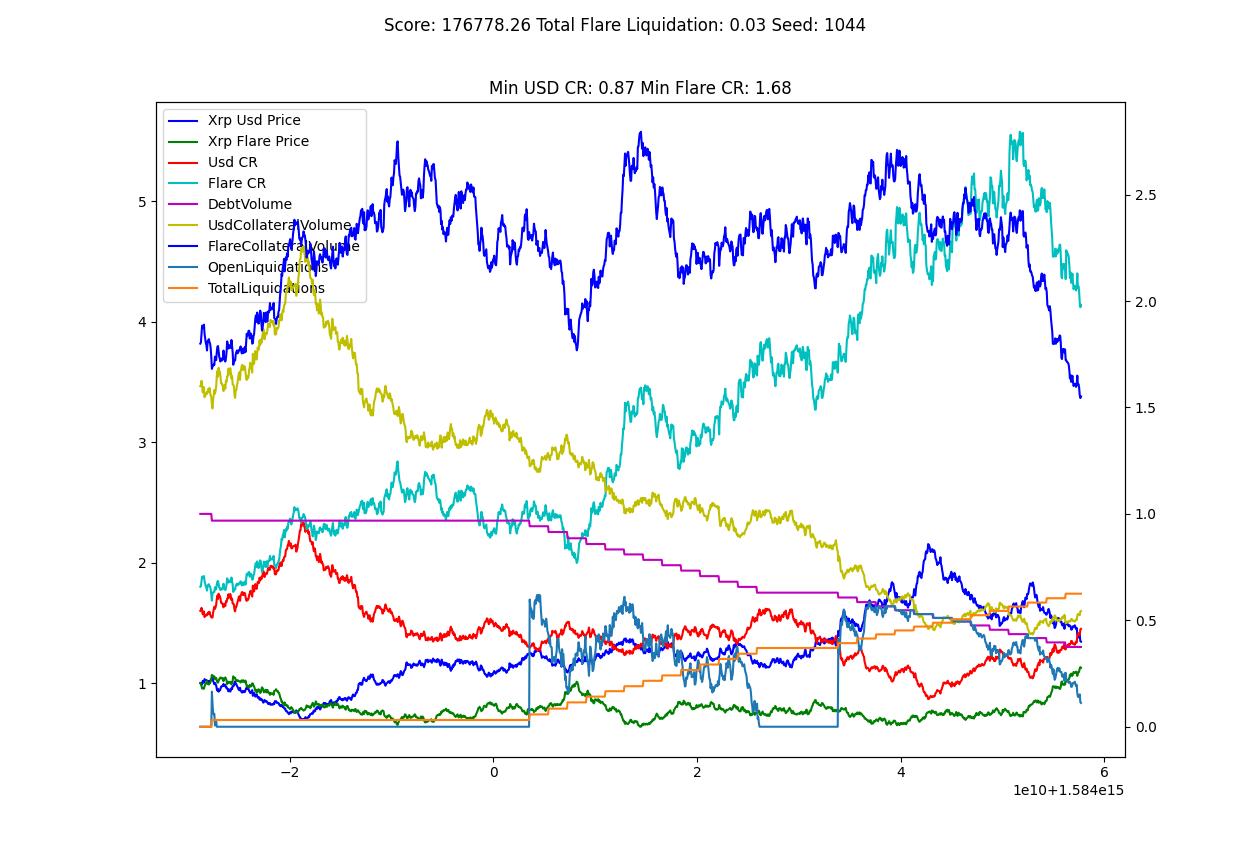 Score: 176778.26 Total Flare Liquidation: 0.03 Seed: 1044
Min USD CR: 0.87 Min Flare CR: 1.68
Xrp Usd Price
Xrp Flare Price
Usd CR
Flare CR
DebtVolume
UsdCollateralVolume
FlareCollateralVolume
OpenLiquidations
TotalLiquidations
5
4
3
2
1
2.5
2.0
1.5
1.0
0.5
0.0
−2
0
2
4
6
1e10+1.584e15